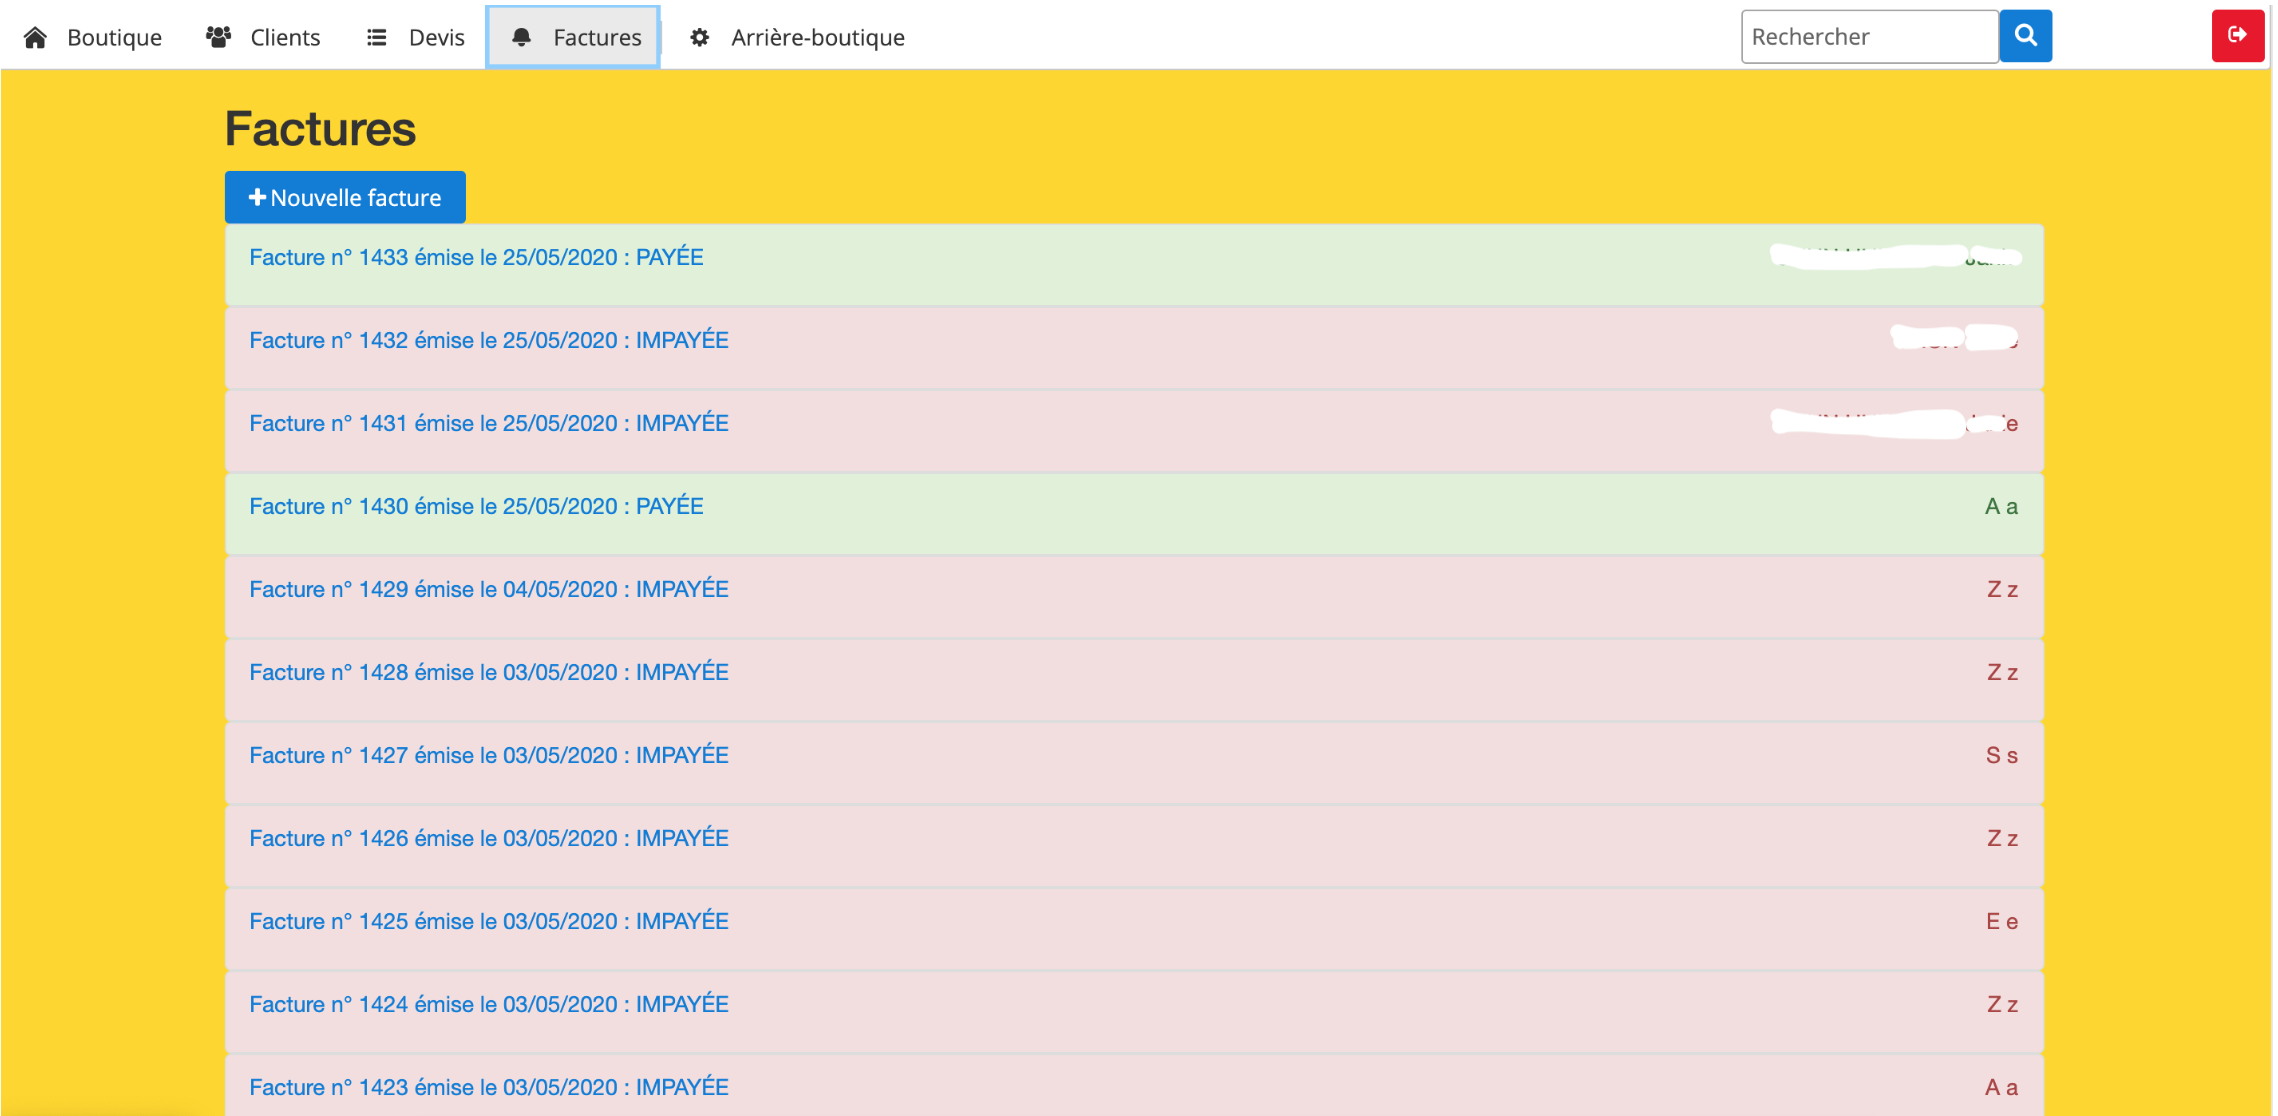 Boutique Clients Devis Factures Arrière-boutique Rechercher
Factures
Nouvelle facture
Facture n° 1433 émise le 25/05/2020 : PAYÉE
Facture n° 1432 émise le 25/05/2020 : IMPAYÉE
Facture n° 1431 émise le 25/05/2020 : IMPAYÉE
Facture n° 1430 émise le 25/05/2020 : PAYÉE A a
Facture n° 1429 émise le 04/05/2020 : IMPAYÉE Z z
Facture n° 1428 émise le 03/05/2020 : IMPAYÉE Z z
Facture n° 1427 émise le 03/05/2020 : IMPAYÉE S s
Facture n° 1426 émise le 03/05/2020 : IMPAYÉE Z z
Facture n° 1425 émise le 03/05/2020 : IMPAYÉE E e
Facture n° 1424 émise le 03/05/2020 : IMPAYÉE Z z
Facture n° 1423 émise le 03/05/2020 : IMPAYÉE A a